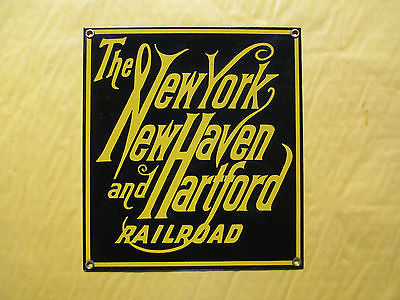 The
New York
New Haven
and Hartford
RAILROAD